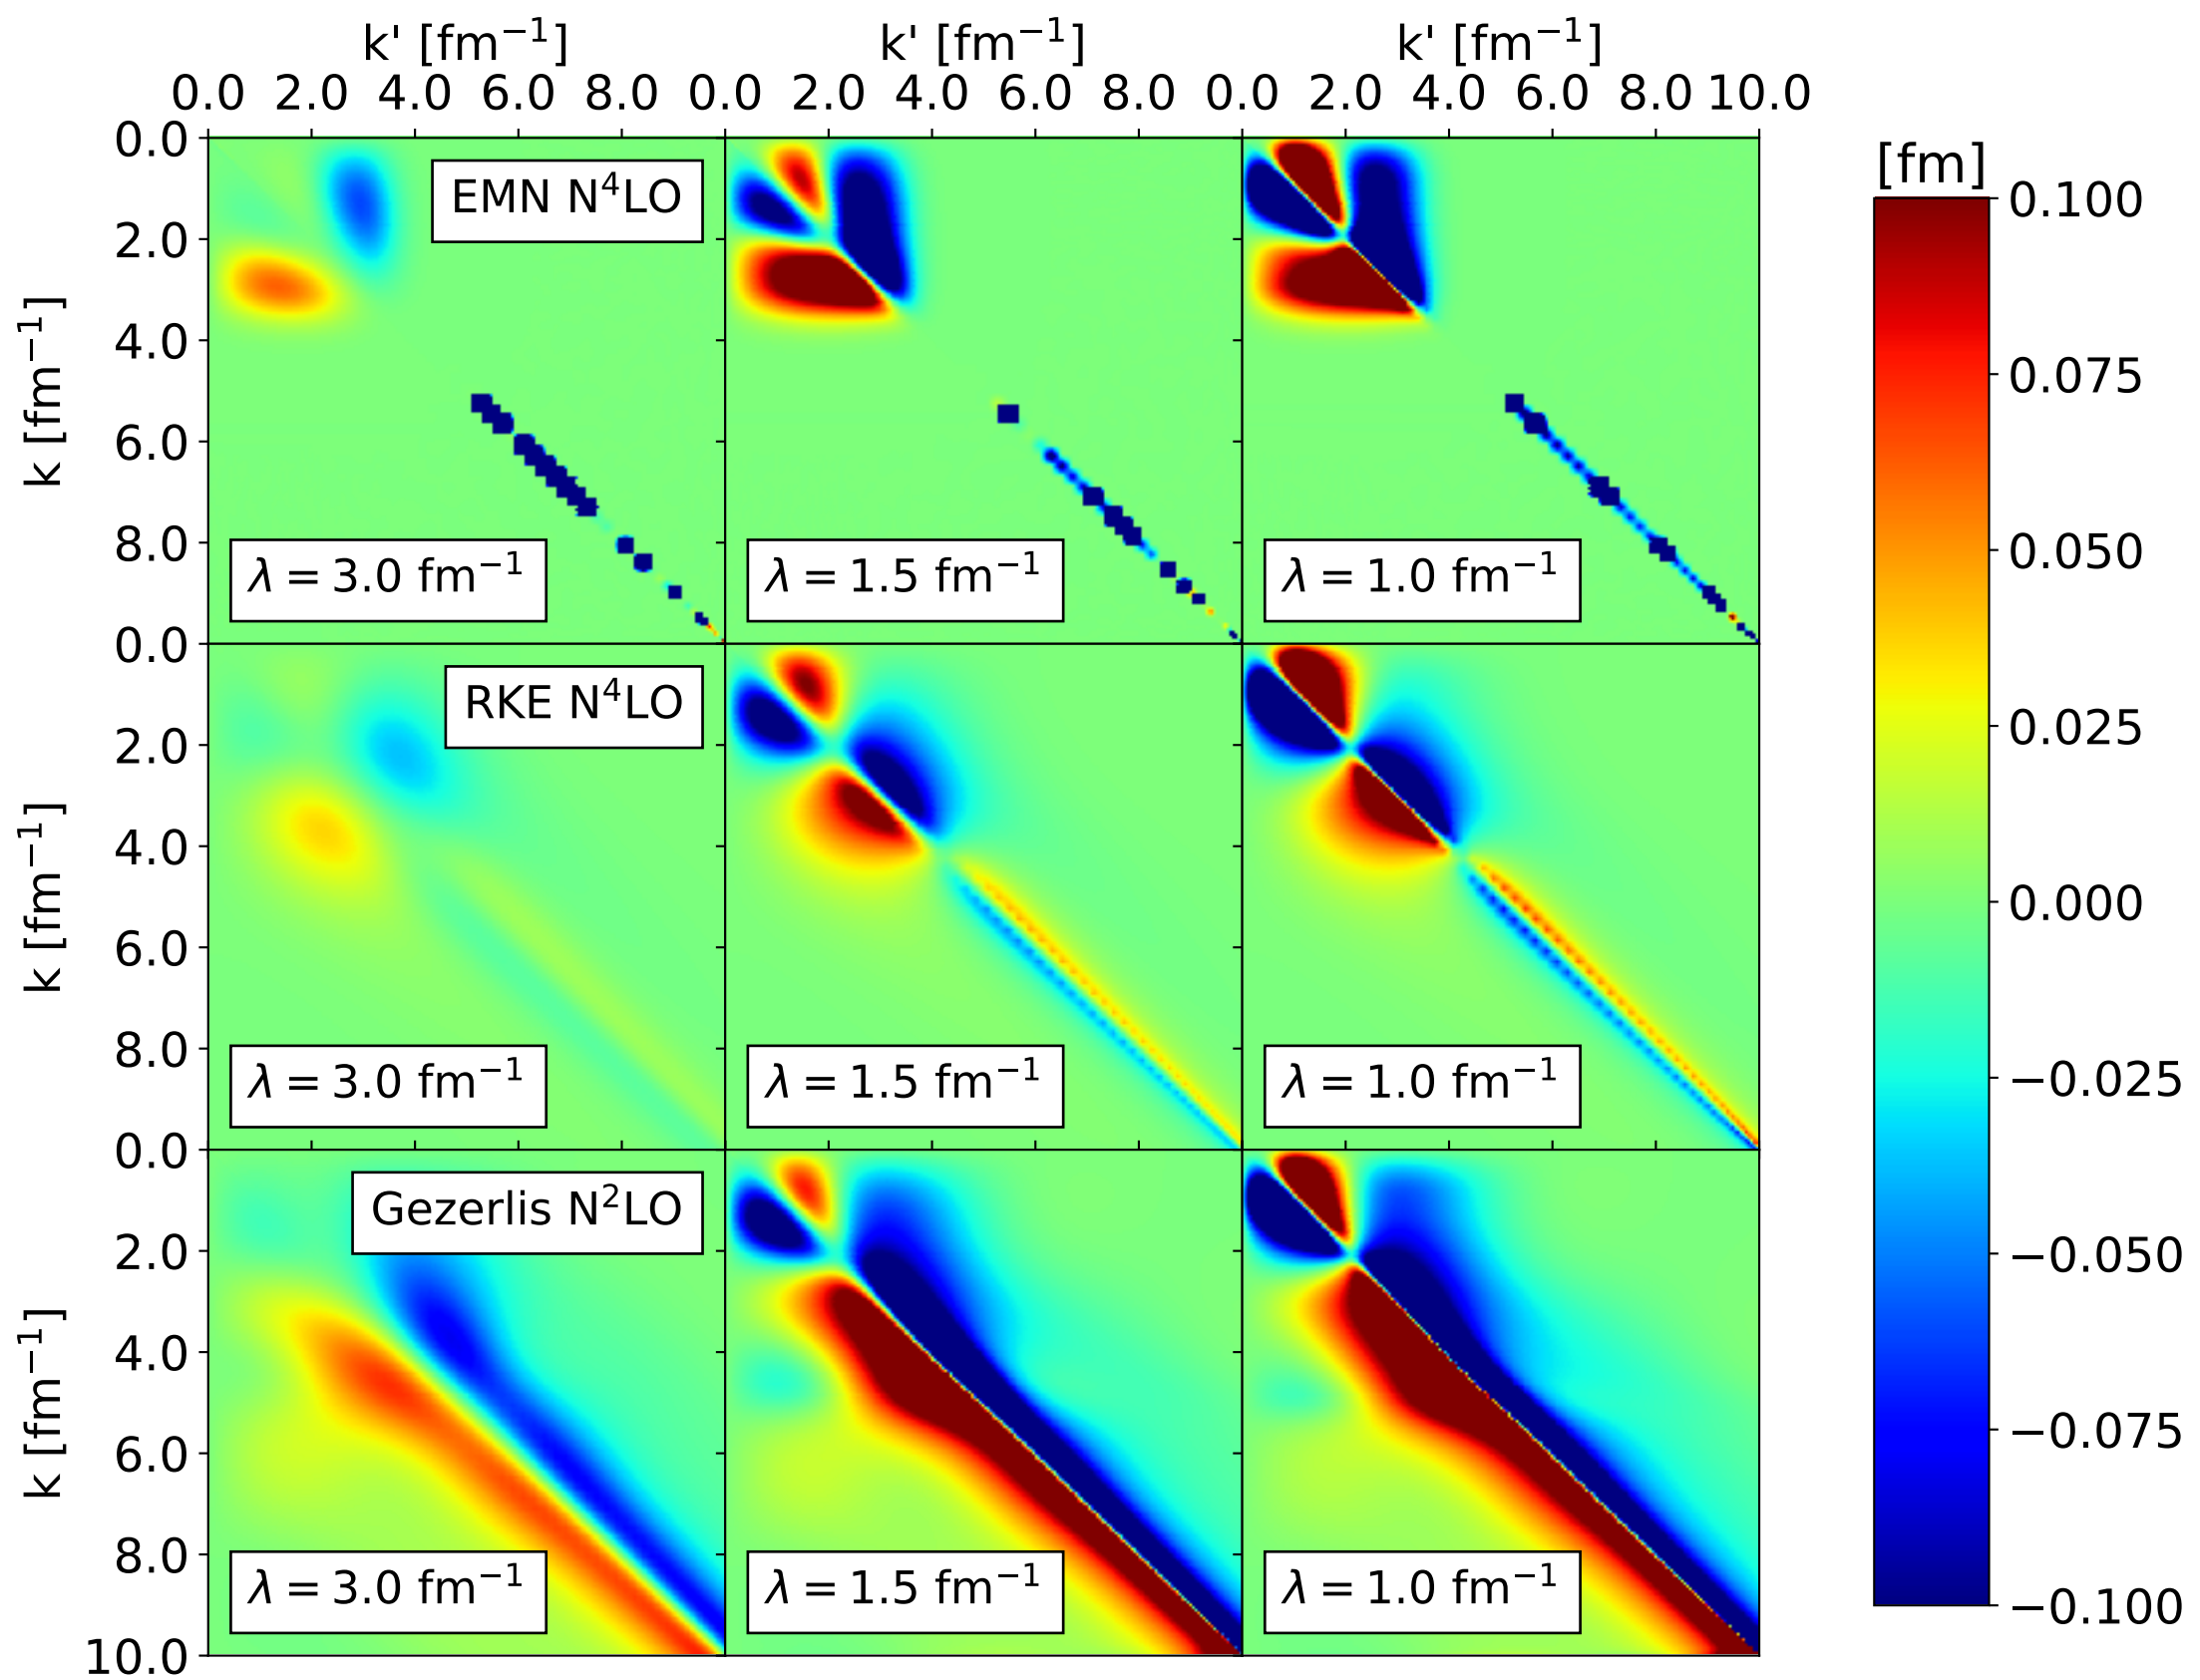 k' [fm⁻¹] k' [fm⁻¹] k' [fm⁻¹]
0.0 2.0 4.0 6.0 8.0 0.0 2.0 4.0 6.0 8.0 0.0 2.0 4.0 6.0 8.0 10.0
k [fm⁻¹]
0.0
2.0
4.0
6.0
8.0
EMN N⁴LO
λ = 3.0 fm⁻¹
λ = 1.5 fm⁻¹
λ = 1.0 fm⁻¹
k [fm⁻¹]
0.0
2.0
4.0
6.0
8.0
RKE N⁴LO
λ = 3.0 fm⁻¹
λ = 1.5 fm⁻¹
λ = 1.0 fm⁻¹
k [fm⁻¹]
0.0
2.0
4.0
6.0
8.0
10.0
Gezerlis N²LO
λ = 3.0 fm⁻¹
λ = 1.5 fm⁻¹
λ = 1.0 fm⁻¹
[fm]
0.100
0.075
0.050
0.025
0.000
−0.025
−0.050
−0.075
−0.100